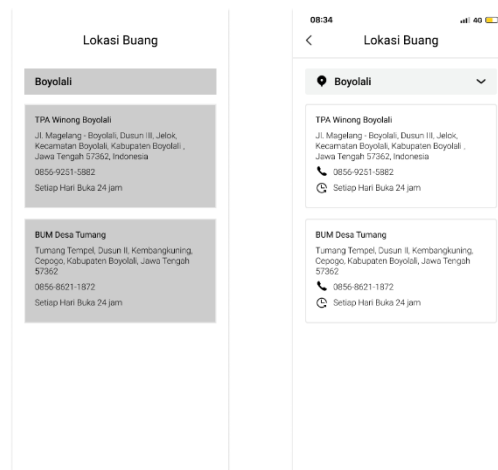 Lokasi Buang
Boyolali
TPA Winong Boyolali
Jl. Magelang - Boyolali, Dusun III, Jelok,
Kecamatan Boyolali, Kabupaten Boyolali ,
Jawa Tengah 57362, Indonesia
0856-9251-5882
Setiap Hari Buka 24 jam
BUM Desa Tumang
Tumang Tempel, Dusun II, Kembangkuning,
Cepogo, Kabupaten Boyolali, Jawa Tengah
57362
0856-8621-1872
Setiap Hari Buka 24 jam
08:34 4G
Lokasi Buang
Boyolali
TPA Winong Boyolali
Jl. Magelang - Boyolali, Dusun III, Jelok,
Kecamatan Boyolali, Kabupaten Boyolali ,
Jawa Tengah 57362, Indonesia
0856-9251-5882
Setiap Hari Buka 24 jam
BUM Desa Tumang
Tumang Tempel, Dusun II, Kembangkuning,
Cepogo, Kabupaten Boyolali, Jawa Tengah
57362
0856-8621-1872
Setiap Hari Buka 24 jam